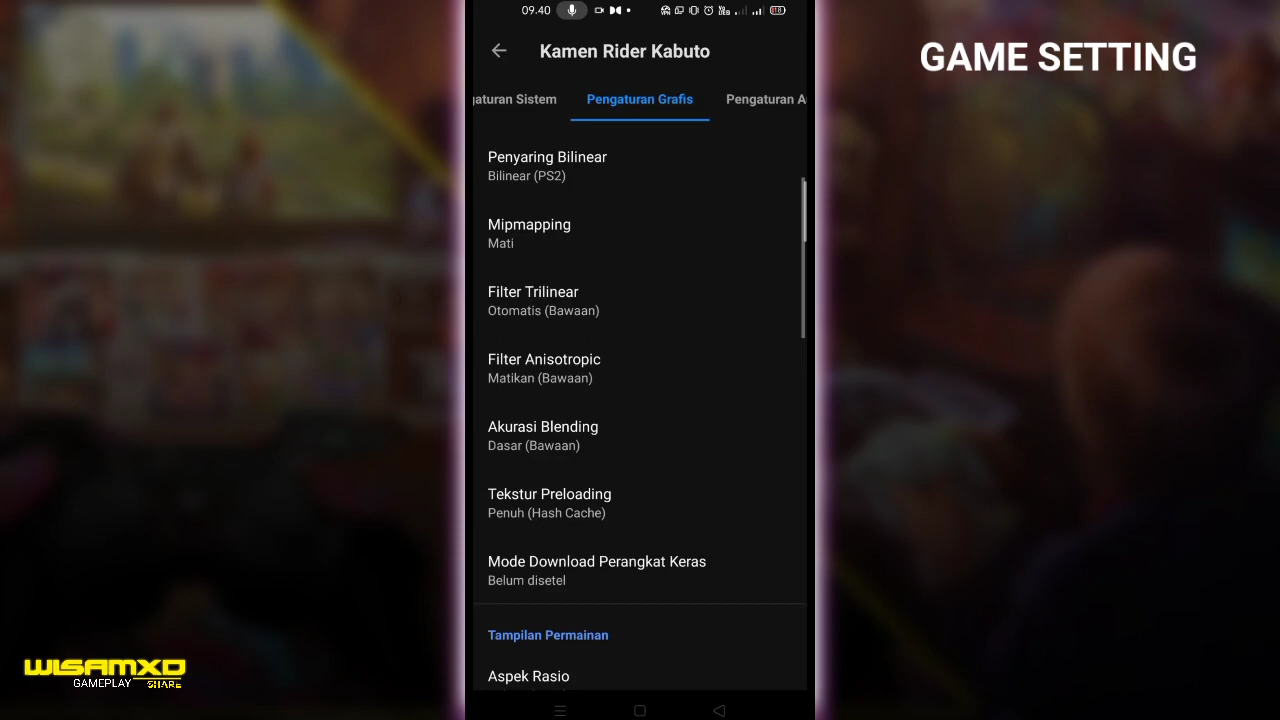 09.40
Kamen Rider Kabuto
GAME SETTING
gaturan Sistem
Pengaturan Grafis
Pengaturan A
Penyaring Bilinear
Bilinear (PS2)
Mipmapping
Mati
Filter Trilinear
Otomatis (Bawaan)
Filter Anisotropic
Matikan (Bawaan)
Akurasi Blending
Dasar (Bawaan)
Tekstur Preloading
Penuh (Hash Cache)
Mode Download Perangkat Keras
Belum disetel
Tampilan Permainan
Aspek Rasio
WISAMXD
GAMEPLAY SHARE